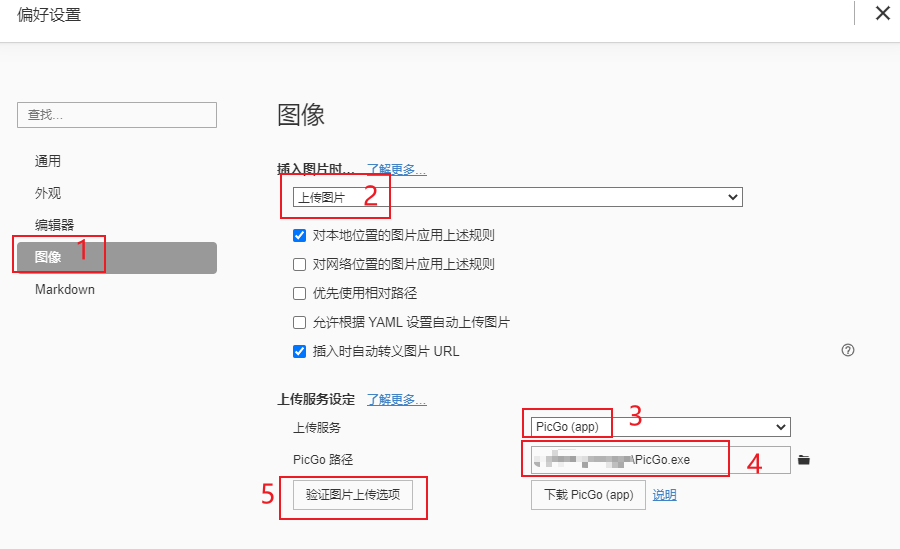 偏好设置
查找...
通用
外观
编辑器
图像 1
Markdown
图像
插入图片时... 了解更多...
上传图片 2
对本地位置的图片应用上述规则
对网络位置的图片应用上述规则
优先使用相对路径
允许根据 YAML 设置自动上传图片
插入时自动转义图片 URL
上传服务设定 了解更多...
上传服务 PicGo (app) 3
PicGo 路径 \PicGo.exe 4
5 验证图片上传选项 下载 PicGo (app) 说明